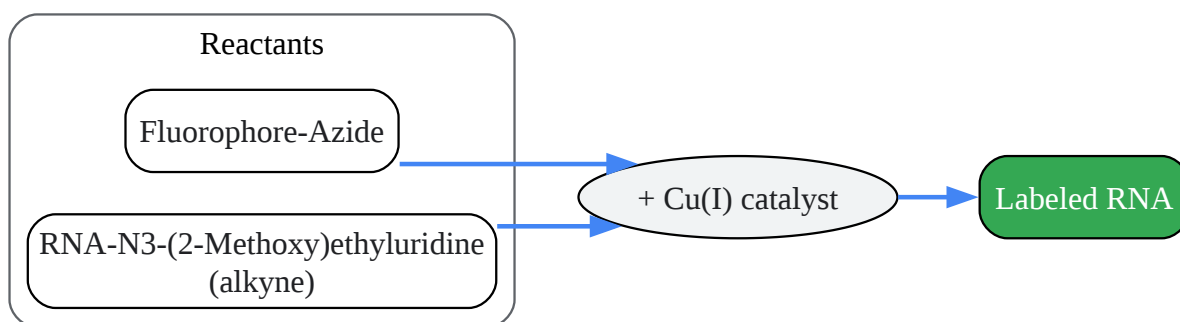 Reactants
Fluorophore-Azide
+ Cu(I) catalyst
Labeled RNA
RNA-N3-(2-Methoxy)ethyluridine
(alkyne)